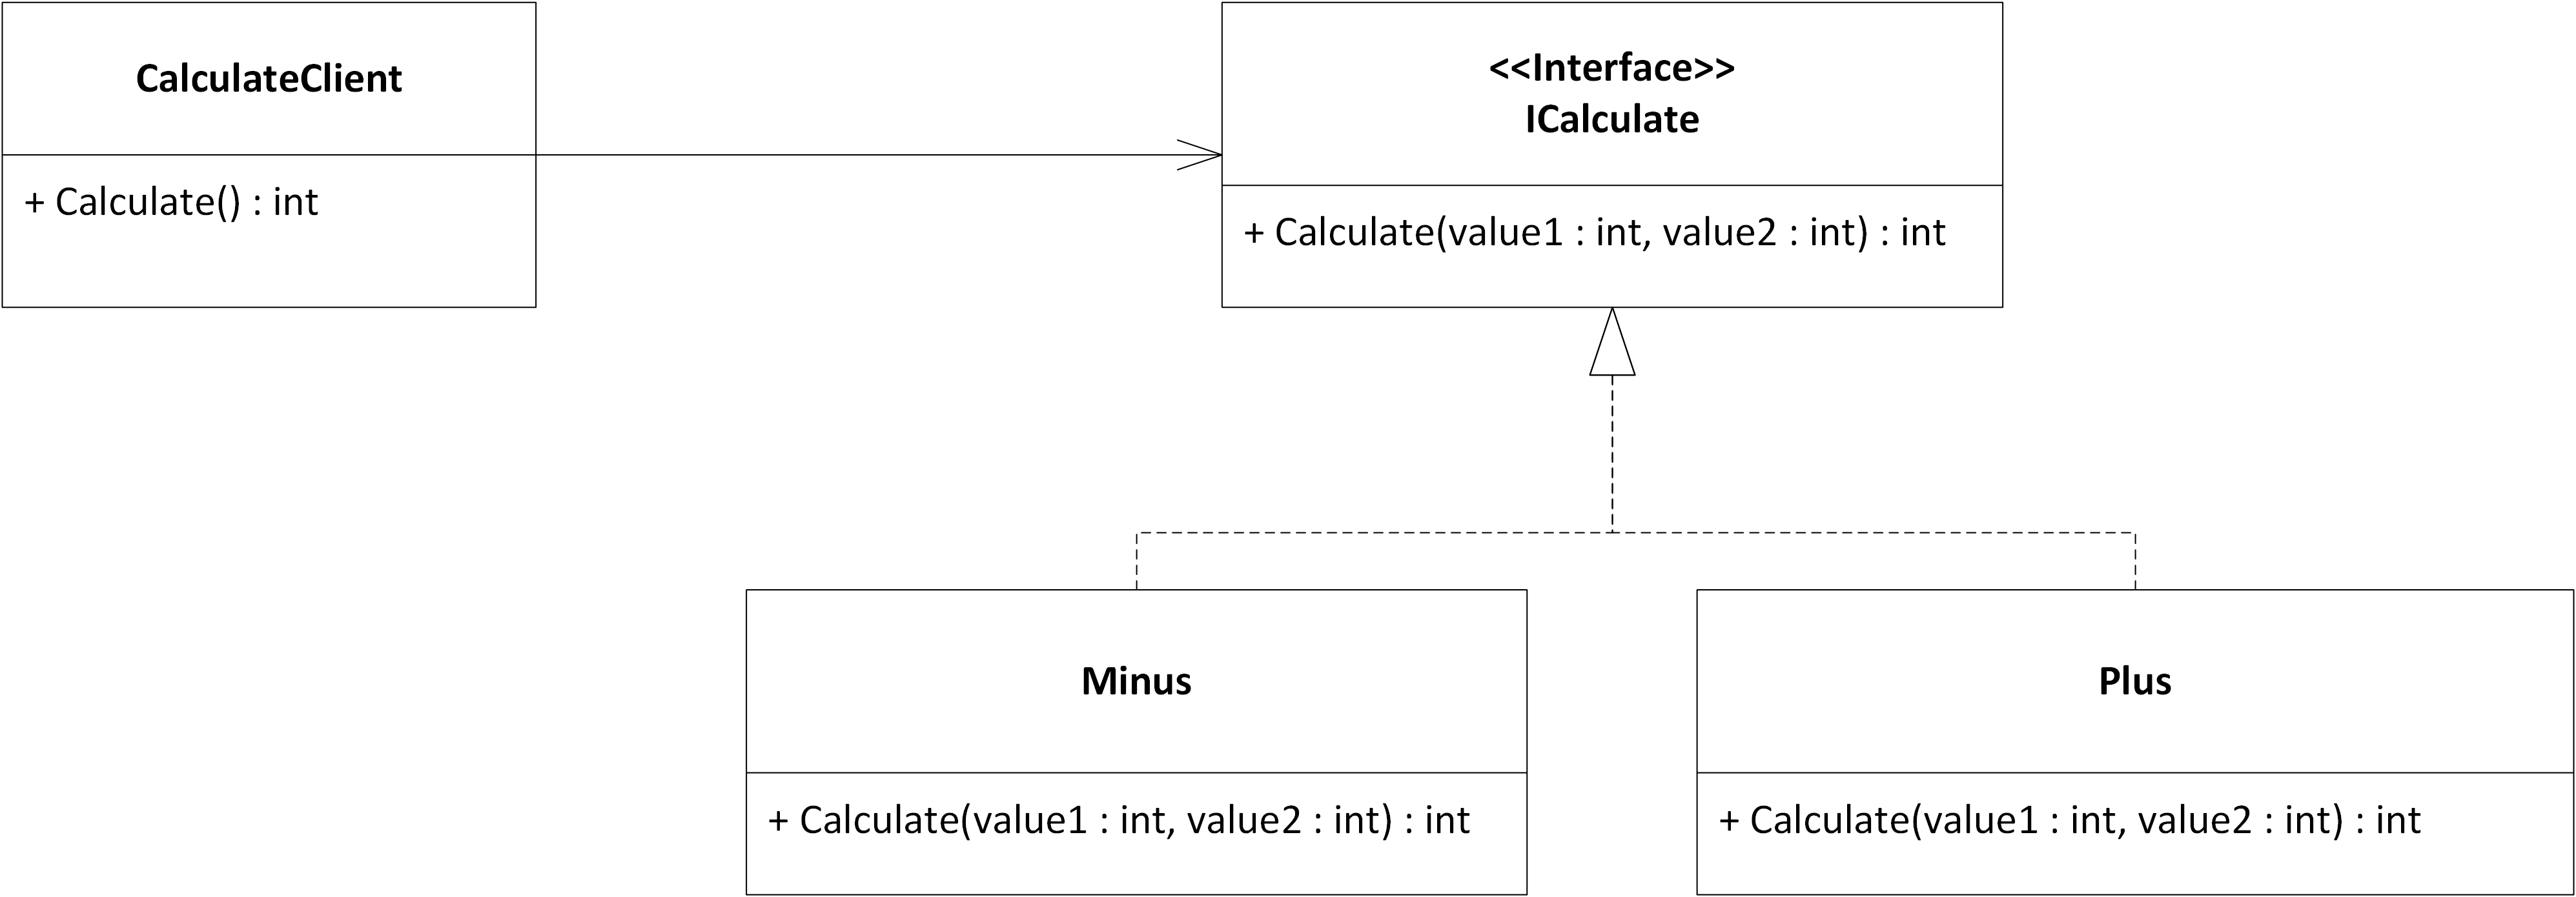 CalculateClient
+ Calculate() : int
<<Interface>>
ICalculate
+ Calculate(value1 : int, value2 : int) : int
Minus
+ Calculate(value1 : int, value2 : int) : int
Plus
+ Calculate(value1 : int, value2 : int) : int